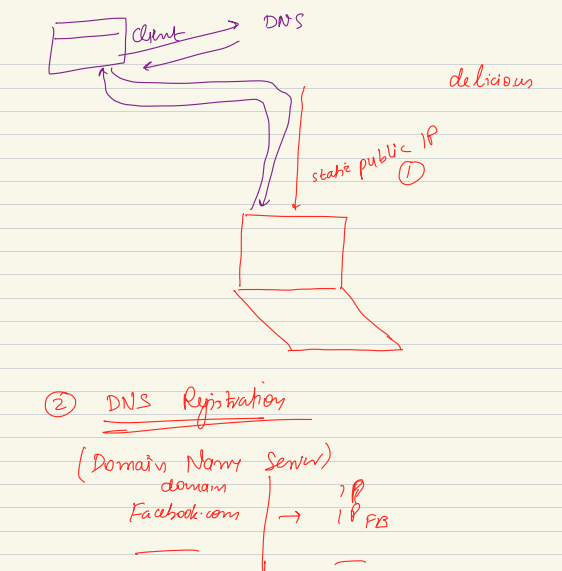 client
DNS
delicious
static public IP
①
② DNS Registration
(Domain Name Server)
domain | IP
Facebook.com → IP FB